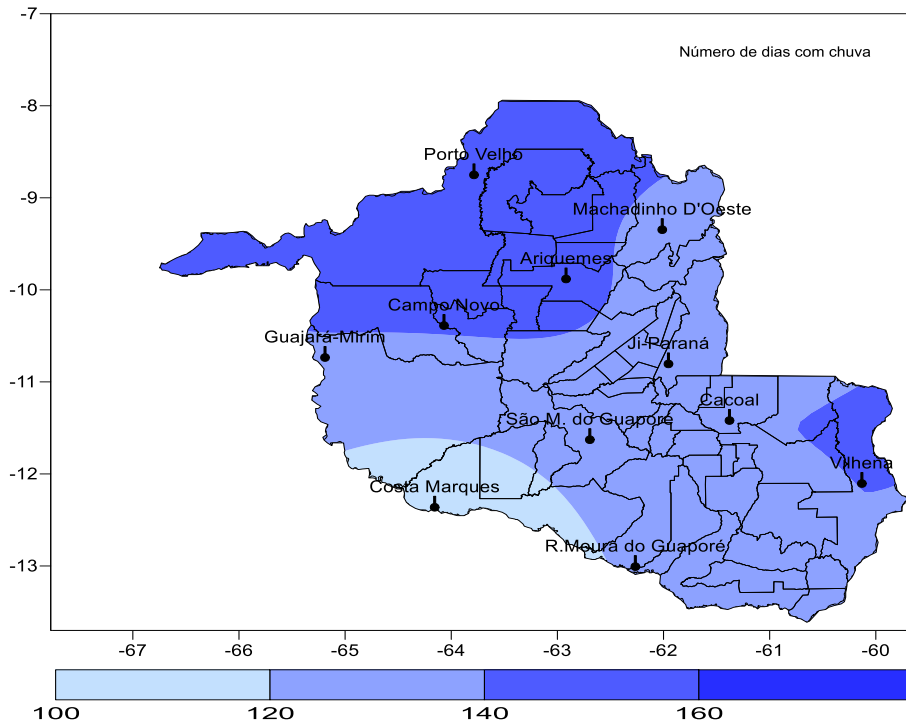 -7
Número de dias com chuva
-8
Porto Velho
-9
Machadinho D'Oeste
Ariquemes
-10
Campo Novo
Guajará-Mirim
Ji-Paraná
-11
Cacoal
São M. do Guaporé
-12
Vilhena
Costa Marques
R.Moura do Guaporé
-13
-67 -66 -65 -64 -63 -62 -61 -60
100 120 140 160